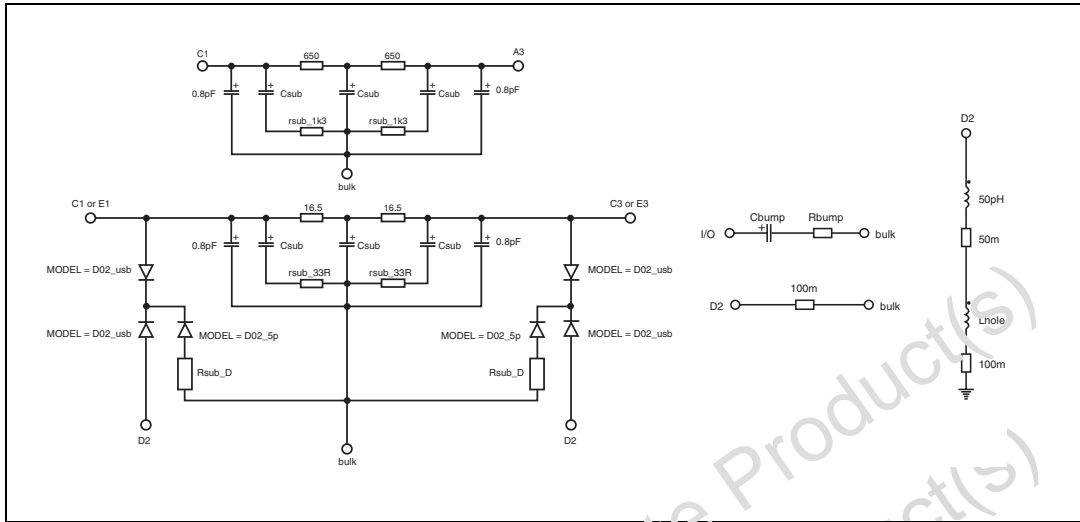 C1 650 650 A3
0.8pF + + Csub + Csub + Csub + 0.8pF
rsub_1k3 rsub_1k3
bulk
C1 or E1 16.5 16.5 C3 or E3
0.8pF + + Csub + Csub + Csub + 0.8pF
MODEL = D02_usb rsub_33R rsub_33R MODEL = D02_usb
MODEL = D02_usb MODEL = D02_5p MODEL = D02_5p MODEL = D02_usb
Rsub_D Rsub_D
D2 D2
bulk
Cbump Rbump
I/O + bulk
100m
D2 bulk
D2
50pH
50m
Lhole
100m
te Product(s)
uct(s)